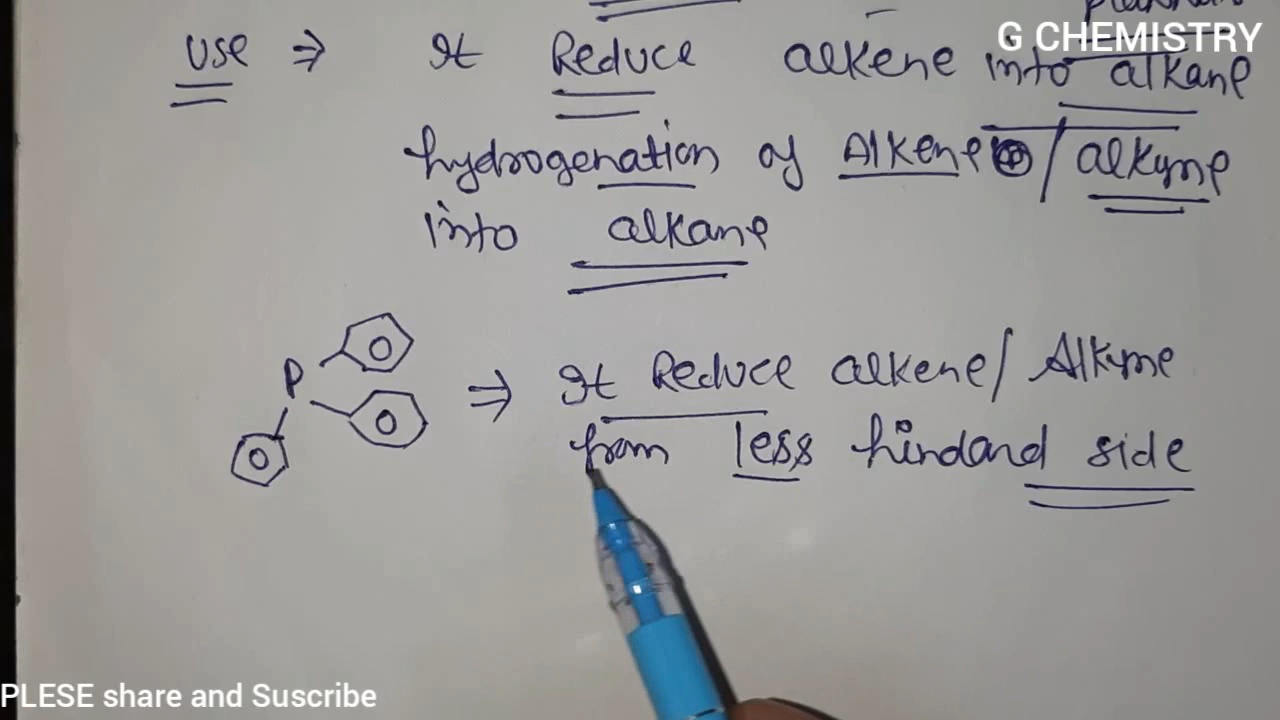 G CHEMISTRY
Use ⇒ It Reduce alkene into alkane
hydrogenation of Alkene / alkyne
into alkane
P ⇒ It Reduce alkene/ Alkyne
from less hindand side
PLESE share and Suscribe